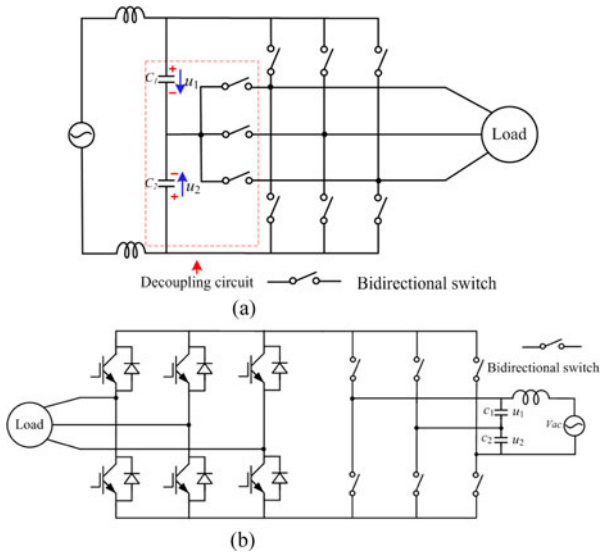 C1
+
−
u1
Load
C2
−
+
u2
Decoupling circuit
Bidirectional switch
(a)
Bidirectional switch
Load
c1
u1
Vac
c2
u2
(b)